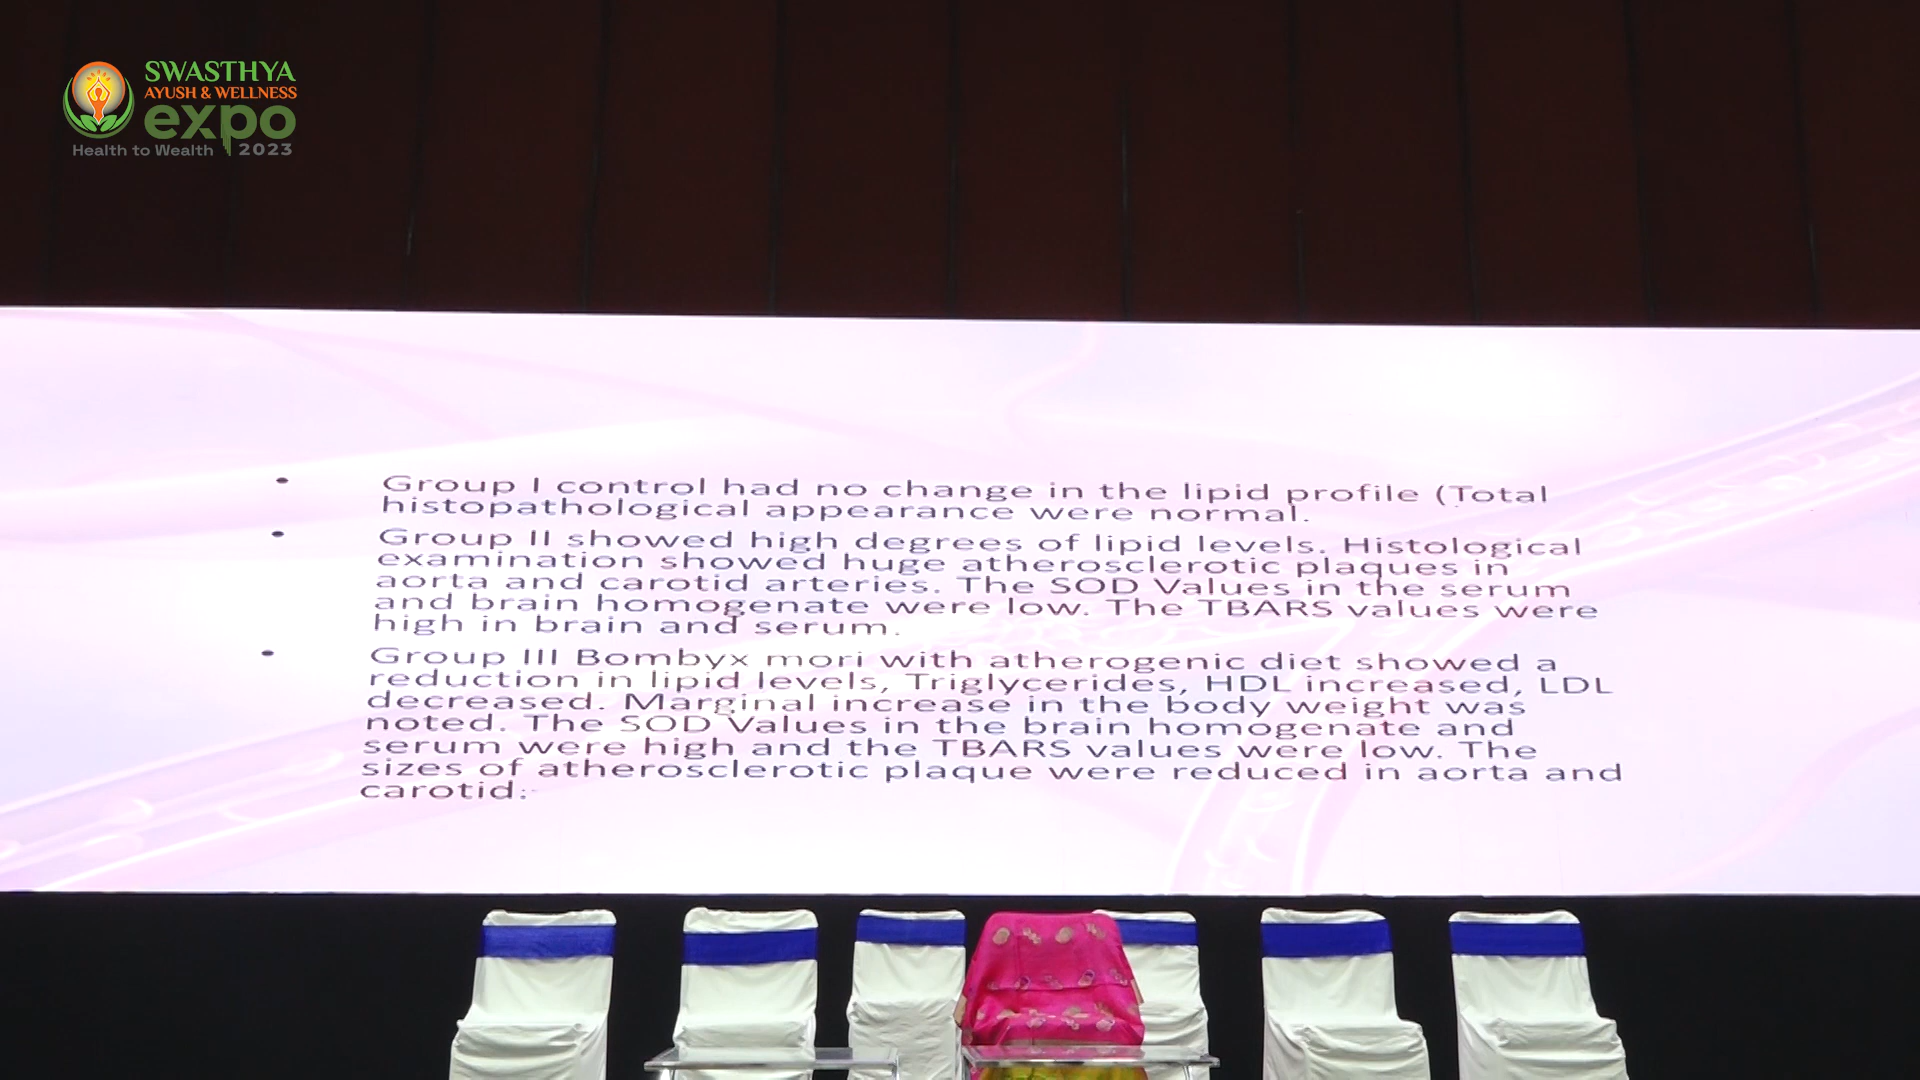 SWASTHYA
AYUSH & WELLNESS
expo
Health to Wealth 2023
• Group I control had no change in the lipid profile (Total
histopathological appearance were normal.
• Group II showed high degrees of lipid levels. Histological
examination showed huge atherosclerotic plaques in
aorta and carotid arteries. The SOD Values in the serum
and brain homogenate were low. The TBARS values were
high in brain and serum.
• Group III Bombyx mori with atherogenic diet showed a
reduction in lipid levels, Triglycerides, HDL increased, LDL
decreased. Marginal increase in the body weight was
noted. The SOD Values in the brain homogenate and
serum were high and the TBARS values were low. The
sizes of atherosclerotic plaque were reduced in aorta and
carotid.